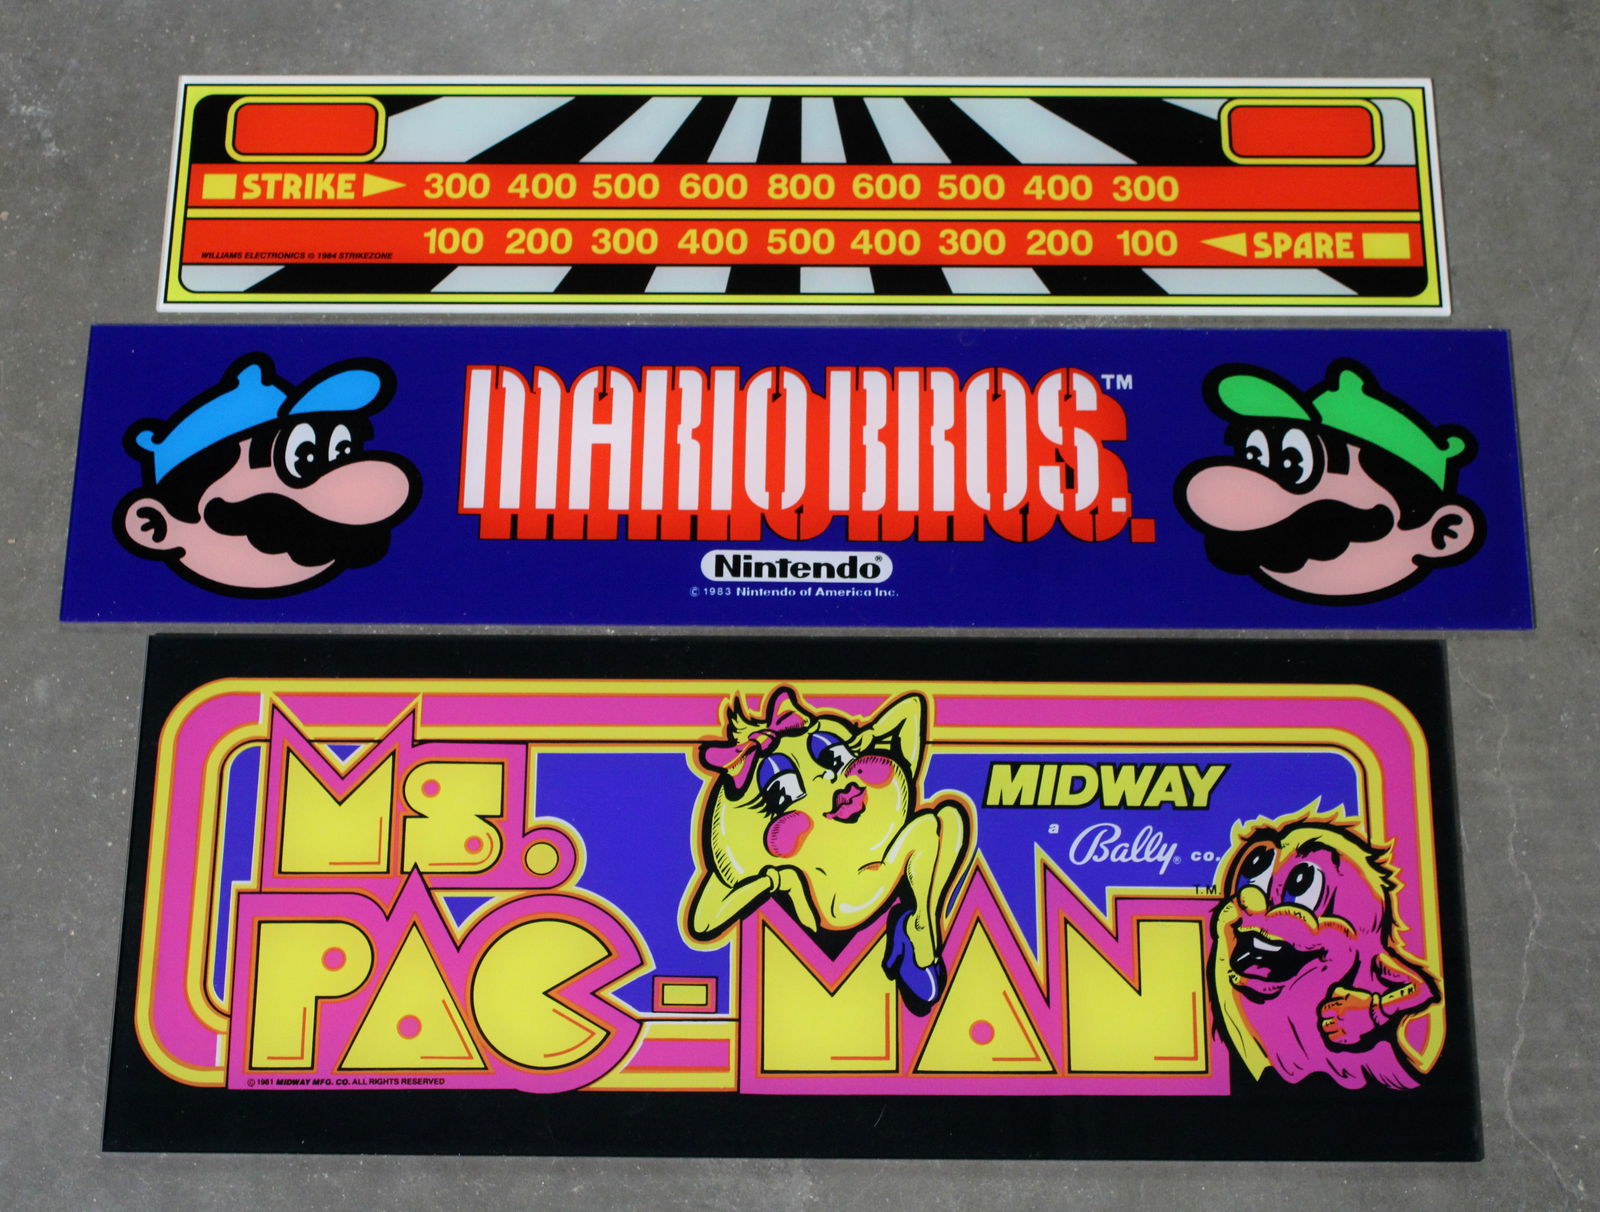 STRIKE 300 400 500 600 800 600 500 400 300
100 200 300 400 500 400 300 200 100 SPARE
WILLIAMS ELECTRONICS © 1984 STRIKEZONE
MARIO BROS.™
Nintendo®
© 1983 Nintendo of America Inc.
MS.
PAC-MAN
MIDWAY
a Bally® co.
T.M.
© 1981 MIDWAY MFG. CO. ALL RIGHTS RESERVED